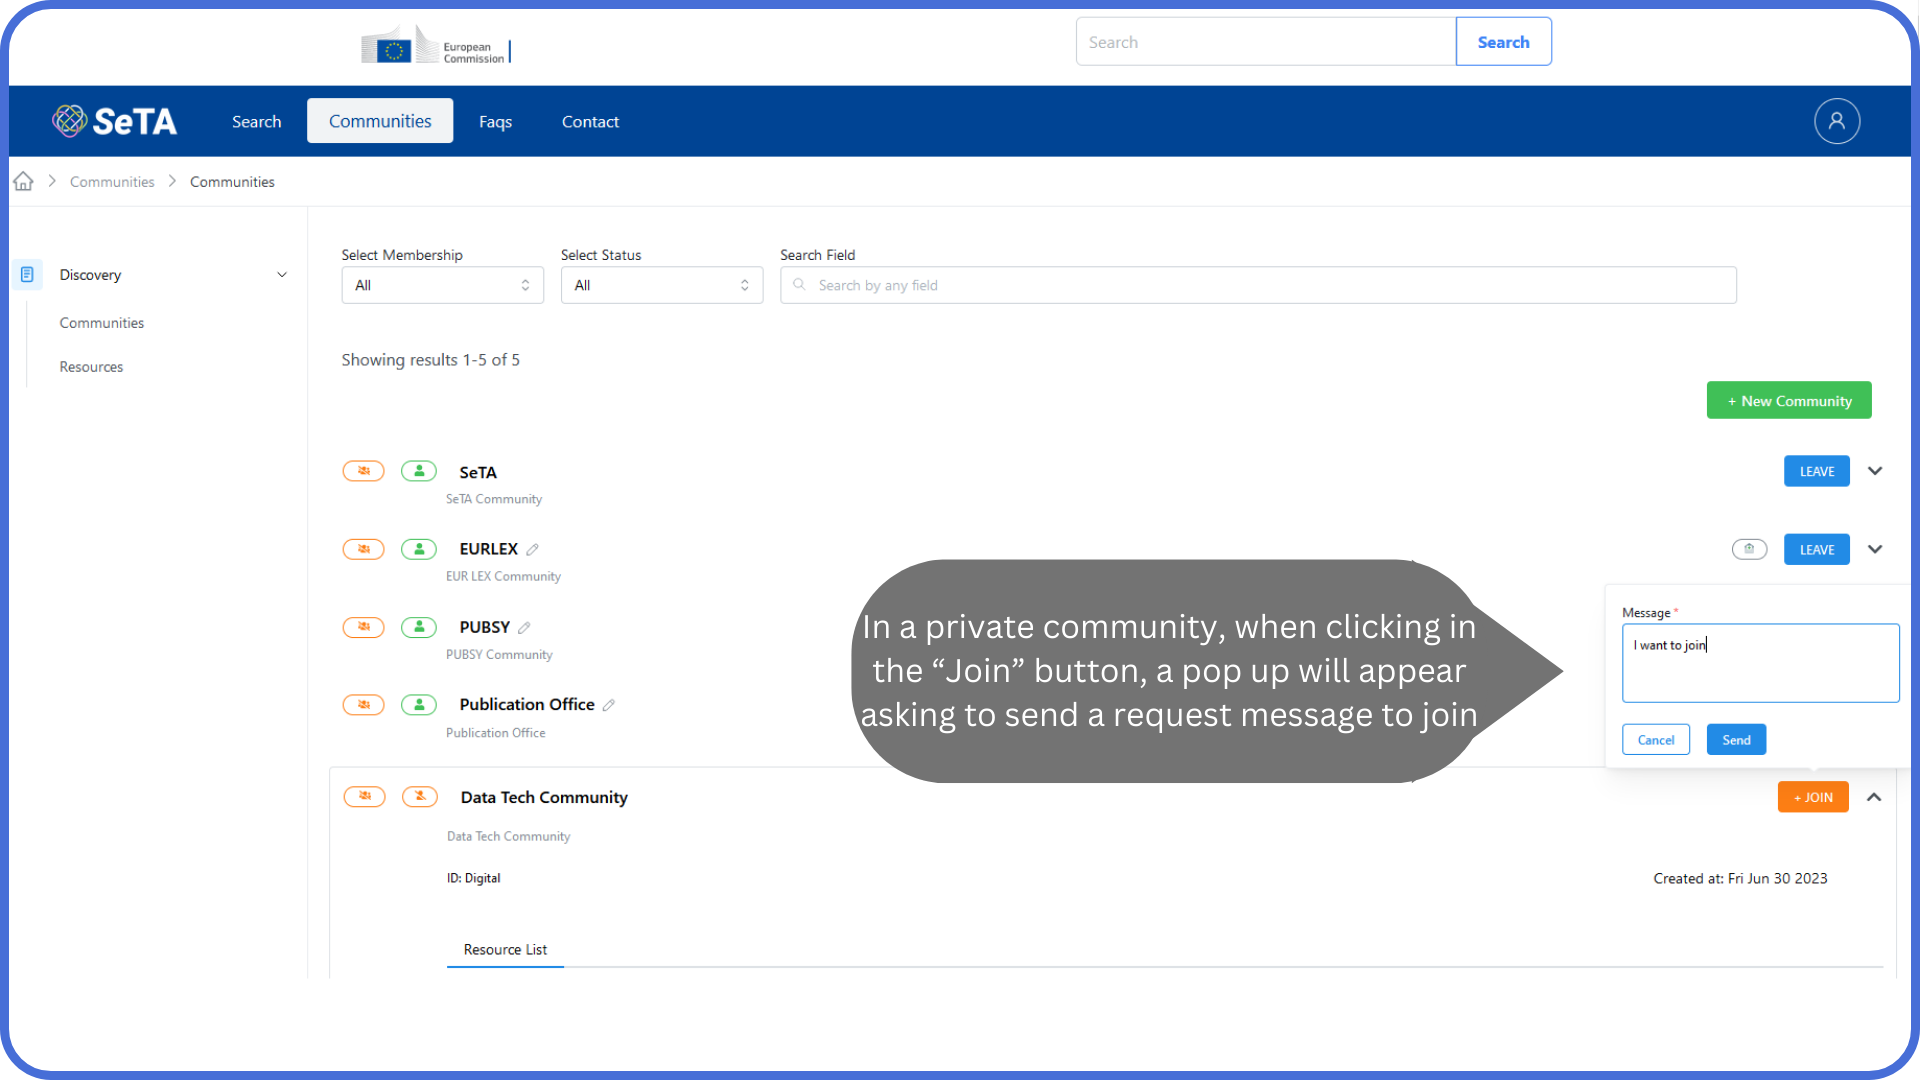 European
Commission
Search
Search
SeTA
Search
Communities
Faqs
Contact
Communities
Communities
Discovery
Communities
Resources
Select Membership
All
Select Status
All
Search Field
Search by any field
Showing results 1-5 of 5
+ New Community
SeTA
SeTA Community
LEAVE
EURLEX
EUR LEX Community
LEAVE
PUBSY
PUBSY Community
Publication Office
Publication Office
In a private community, when clicking in
the “Join” button, a pop up will appear
asking to send a request message to join
Message *
I want to join
Cancel
Send
Data Tech Community
+ JOIN
Data Tech Community
ID: Digital
Created at: Fri Jun 30 2023
Resource List